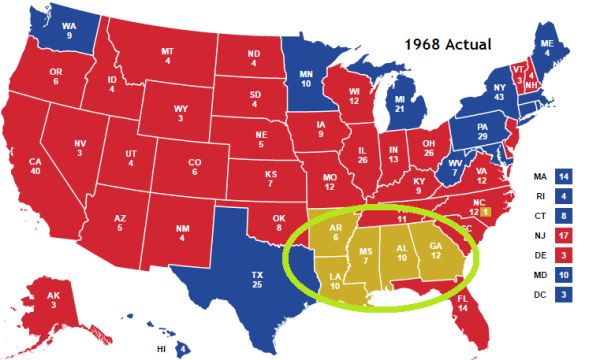 1968 Actual
WA
9
OR
6
CA
40
NV
3
ID
4
MT
4
WY
3
UT
4
AZ
5
CO
6
NM
4
ND
4
SD
4
NE
5
KS
7
OK
8
TX
25
MN
10
IA
9
MO
12
AR
6
LA
10
WI
12
IL
26
MI
21
IN
13
OH
26
KY
9
11
MS
7
AL
10
GA
12
FL
14
SC
NC
12 1
VA
12
WV
7
PA
29
NY
43
VT
3
4
NH
ME
4
AK
3
HI
4
MA 14
RI 4
CT 8
NJ 17
DE 3
MD 10
DC 3